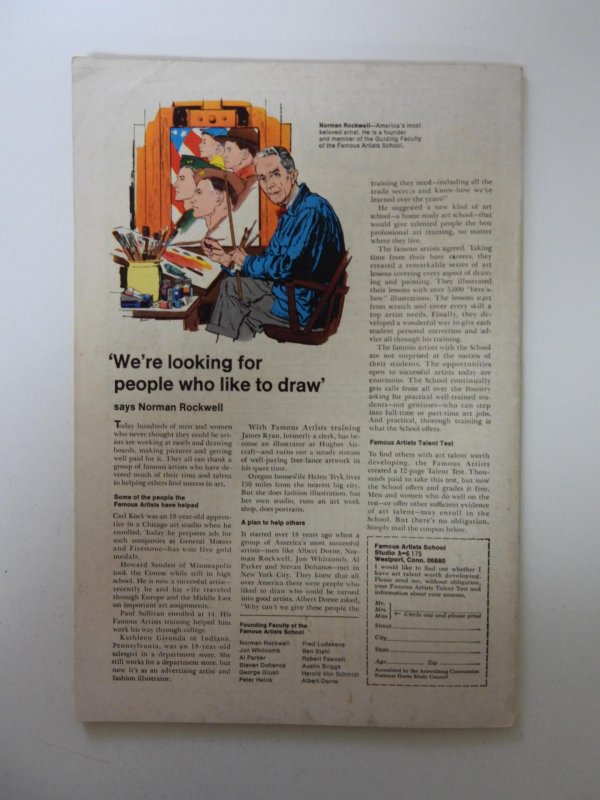 Norman Rockwell—America's most
beloved artist. He is a founder
and member of the Guiding Faculty
of the Famous Artists School.
'We're looking for
people who like to draw'
says Norman Rockwell
Today hundreds of men and women
who never thought they could be art-
ists are working at easels and drawing
boards, making pictures and getting
well paid for it. They all can thank a
group of famous artists who have de-
voted much of their time and talent
to helping others find success in art.
Some of the people the
Famous Artists have helped
Carl Kock was an 18-year-old appren-
tice in a Chicago art studio when he
enrolled. Today he prepares ads for
such companies as General Motors
and Firestone—has won five gold
medals.
Howard Sanden of Minneapolis
took the Course while still in high
school. He is now a successful artist—
recently he and his wife traveled
through Europe and the Middle East
on important art assignments.
Paul Sullivan enrolled at 14. His
Famous Artists training helped him
work his way through college.
Kathleen Gironda of Indiana,
Pennsylvania, was an 18-year-old
salesgirl in a department store. She
still works for a department store, but
now it's as an advertising artist and
fashion illustrator.
With Famous Artists training
James Ryan, formerly a clerk, has be-
come an illustrator at Hughes Air-
craft—and turns out a steady stream
of well-paying free-lance artwork in
his spare time.
Oregon housewife Helen Tryk lives
150 miles from the nearest big city.
But she does fashion illustration, has
her own studio, runs an art work
shop, does portraits.
A plan to help others
It started over 18 years ago when a
group of America's most successful
artists—men like Albert Dorne, Nor-
man Rockwell, Jon Whitcomb, Al
Parker and Stevan Dohanos—met in
New York City. They knew that all
over America there were people who
liked to draw who could be turned
into good artists. Albert Dorne asked,
"Why can't we give these people the
Founding Faculty of the
Famous Artists School
Norman Rockwell
Jon Whitcomb
Al Parker
Stevan Dohanos
George Giusti
Peter Helck
Fred Ludekens
Ben Stahl
Robert Fawcett
Austin Briggs
Harold Von Schmidt
Albert Dorne
training they need—including all the
trade secrets and know-how we've
learned over the years?"
He suggested a new kind of art
school—a home study art school—that
would give talented people the best
professional art training, no matter
where they live.
The famous artists agreed. Taking
time from their busy careers, they
created a remarkable series of art
lessons covering every aspect of draw-
ing and painting. They illustrated
their lessons with over 5,000 "here's-
how" illustrations. The lessons start
from scratch and cover every skill a
top artist needs. Finally, they de-
veloped a wonderful way to give each
student personal correction and ad-
vice all through his training.
The famous artists with the School
are not surprised at the success of
their students. The opportunities
open to successful artists today are
enormous. The School continually
gets calls from all over the country
asking for practical well-trained stu-
dents—not geniuses—who can step
into full-time or part-time art jobs.
And practical, thorough training is
what the School offers.
Famous Artists Talent Test
To find others with art talent worth
developing, the Famous Artists
created a 12-page Talent Test. Thou-
sands paid to take this test, but now
the School offers and grades it free.
Men and women who do well on the
test—or offer other sufficient evidence
of art talent—may enroll in the
School. But there's no obligation.
Simply mail the coupon below.
Famous Artists School
Studio 175
Westport, Conn. 06880
I would like to find out whether I
have art talent worth developing.
Please send me, without obligation,
your Famous Artists Talent Test and
information about your courses.
Mr.
Mrs.
Miss
← Circle one and please print
Street
City
State
Age Zip
Accredited by the Accrediting Commission
National Home Study Council